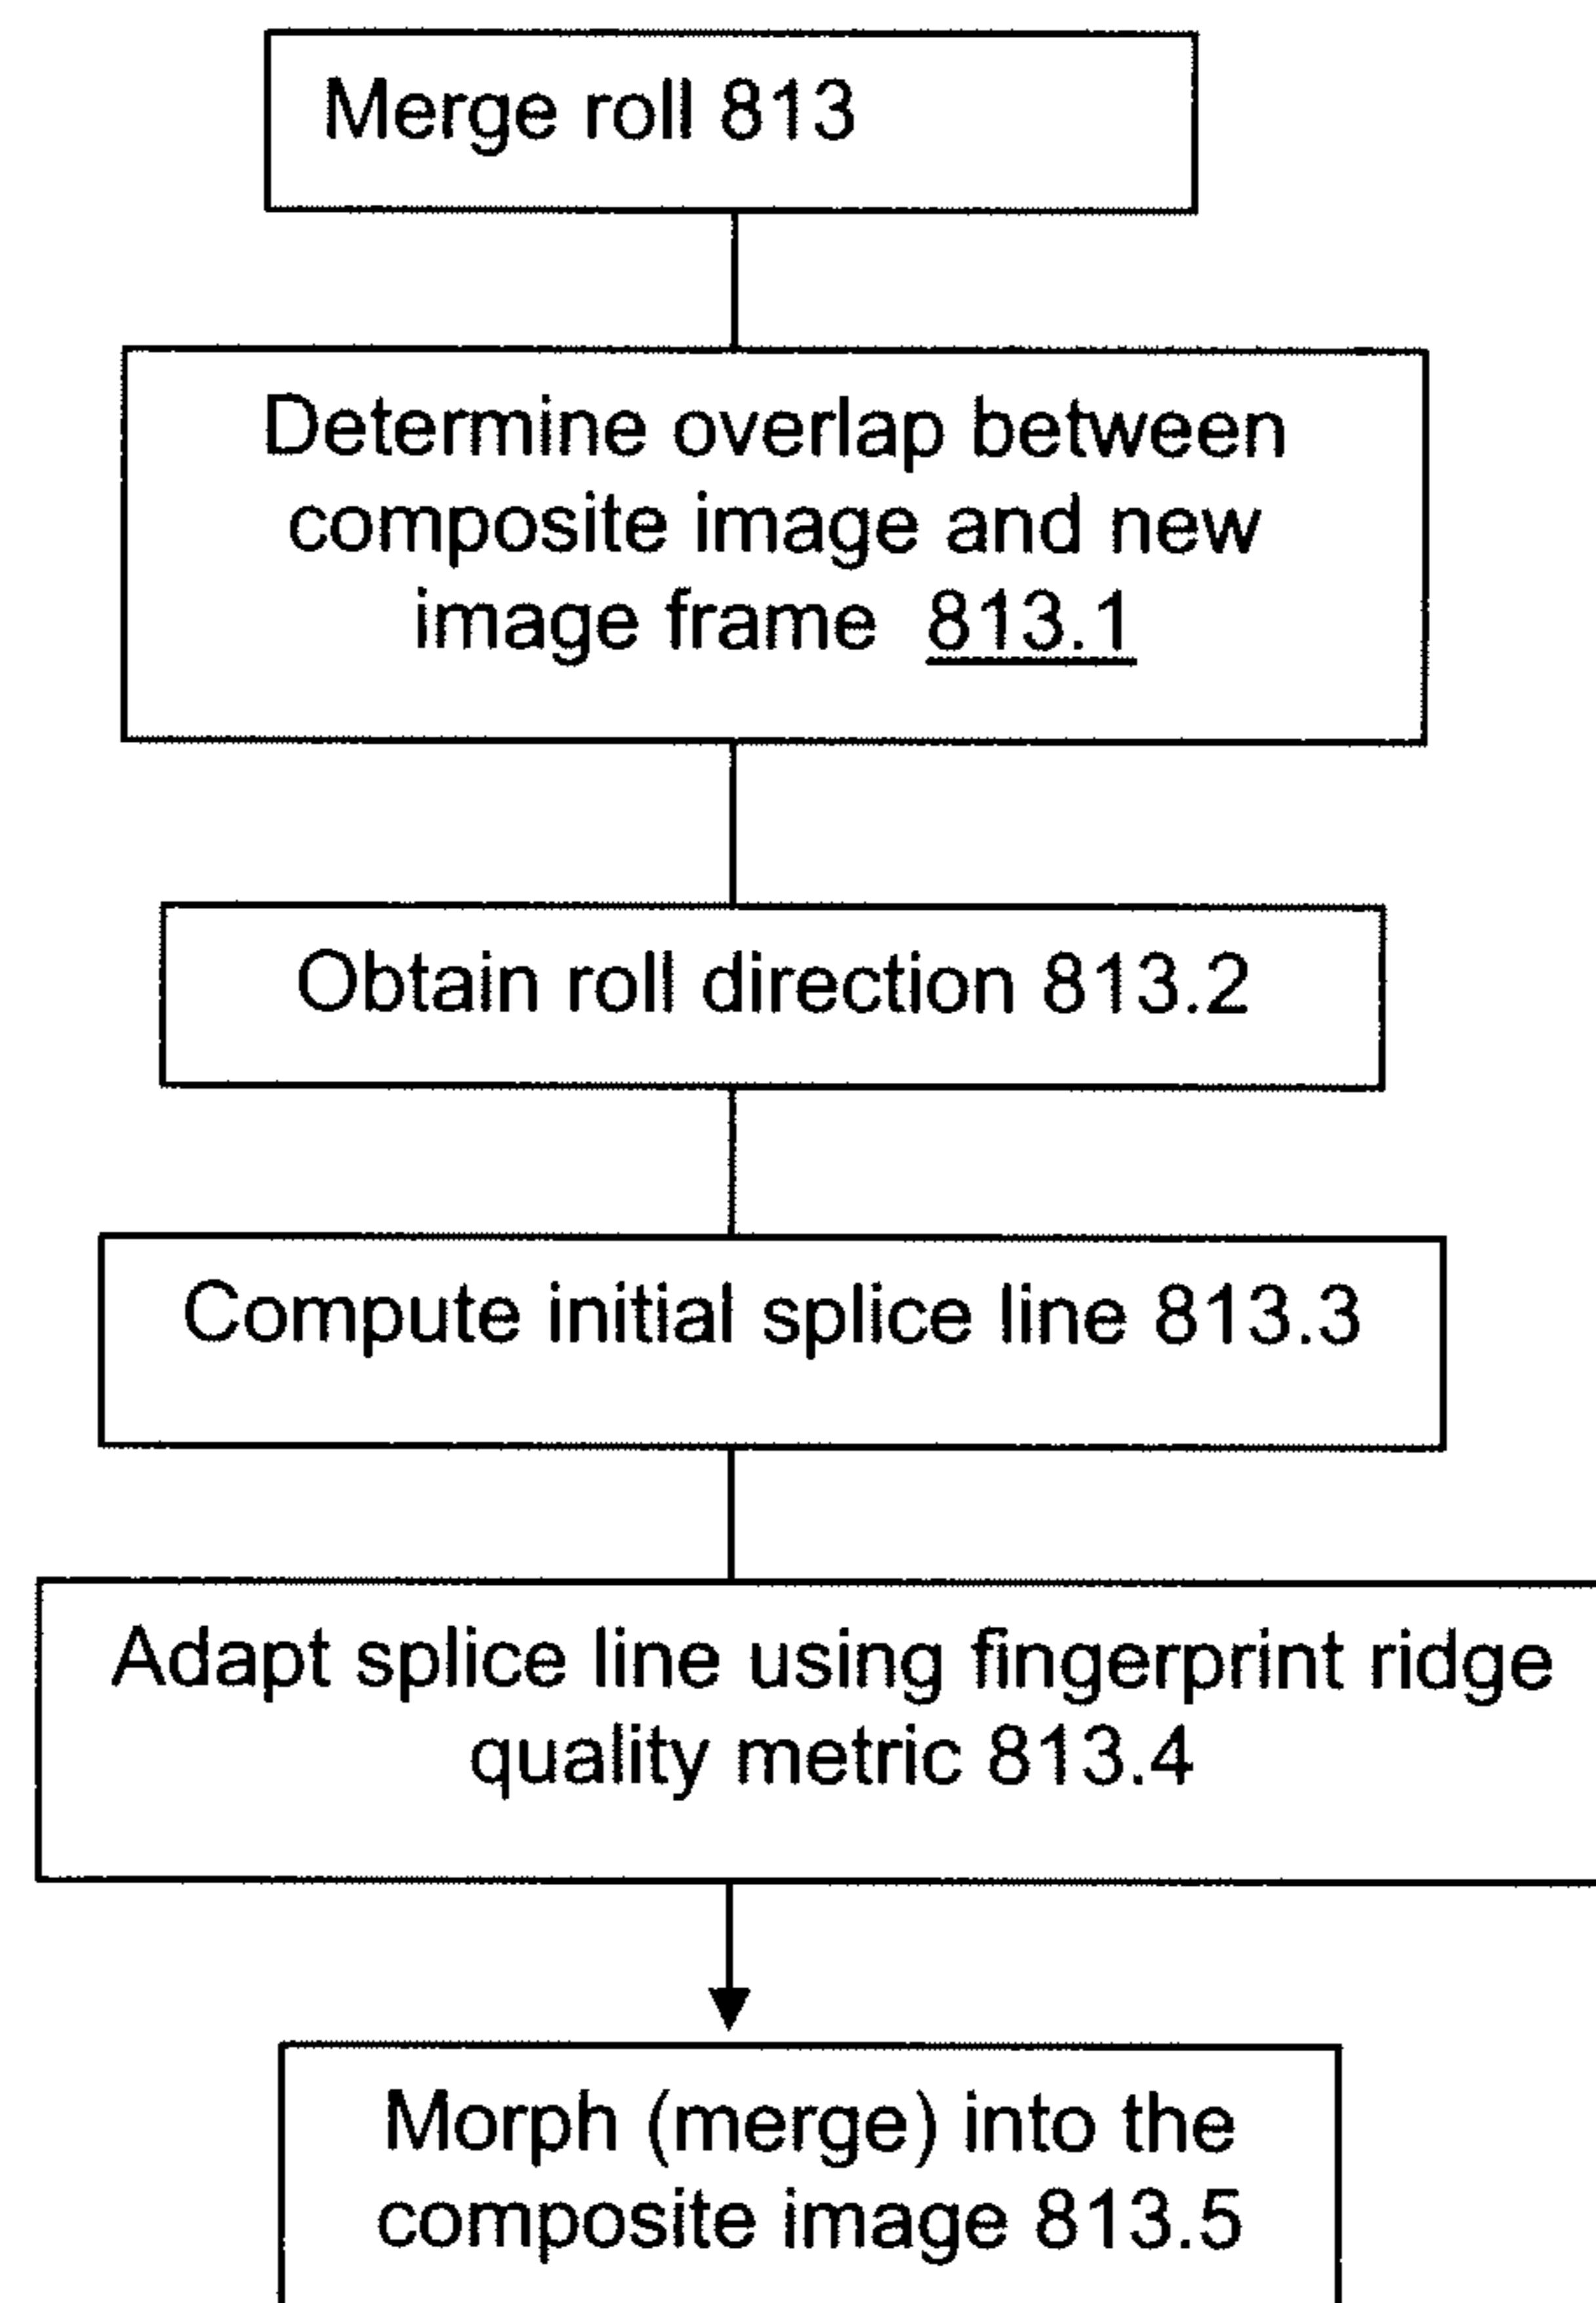 Merge roll 813
Determine overlap between
composite image and new
image frame 813.1
Obtain roll direction 813.2
Compute initial splice line 813.3
Adapt splice line using fingerprint ridge
quality metric 813.4
Morph (merge) into the
composite image 813.5